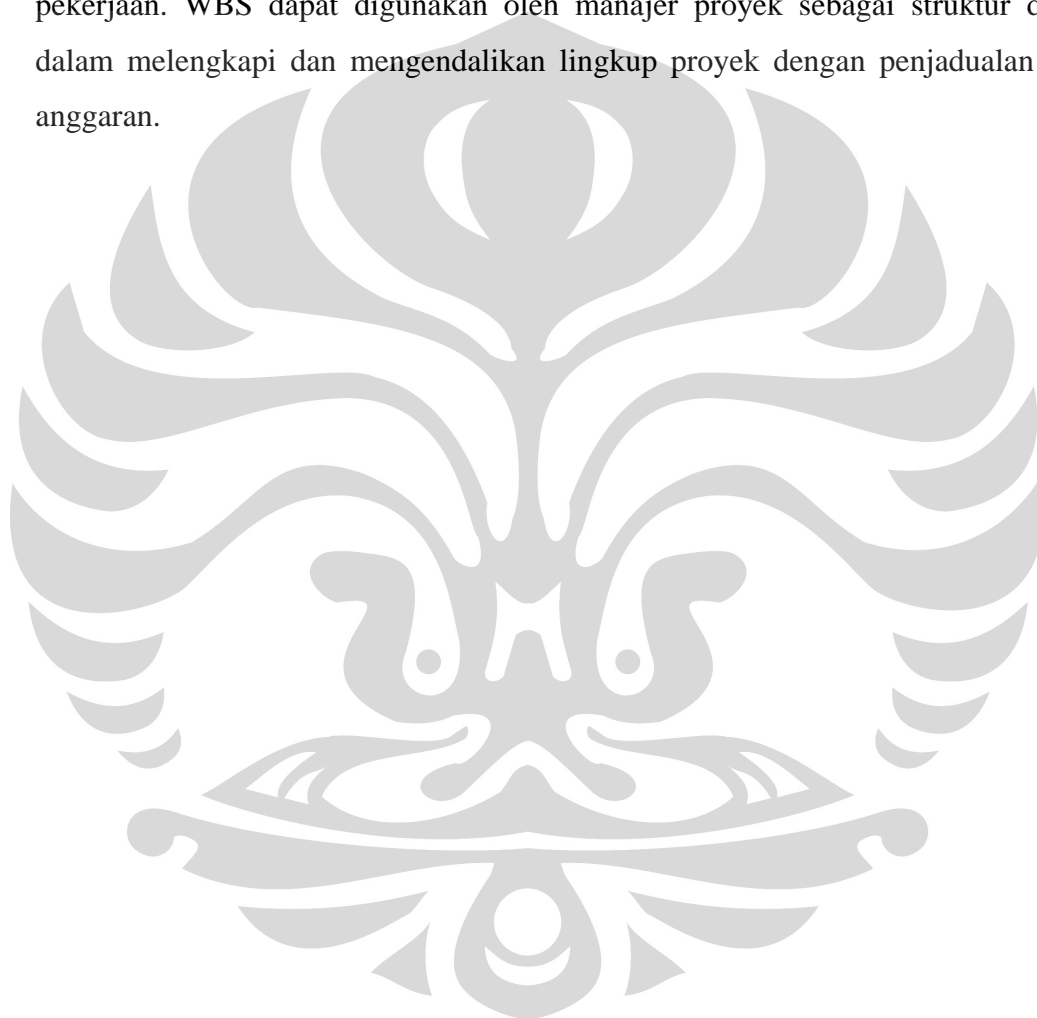 pekerjaan. WBS dapat digunakan oleh manajer proyek sebagai struktur
dalam melengkapi dan mengendalikan lingkup proyek dengan penjadualan
anggaran.